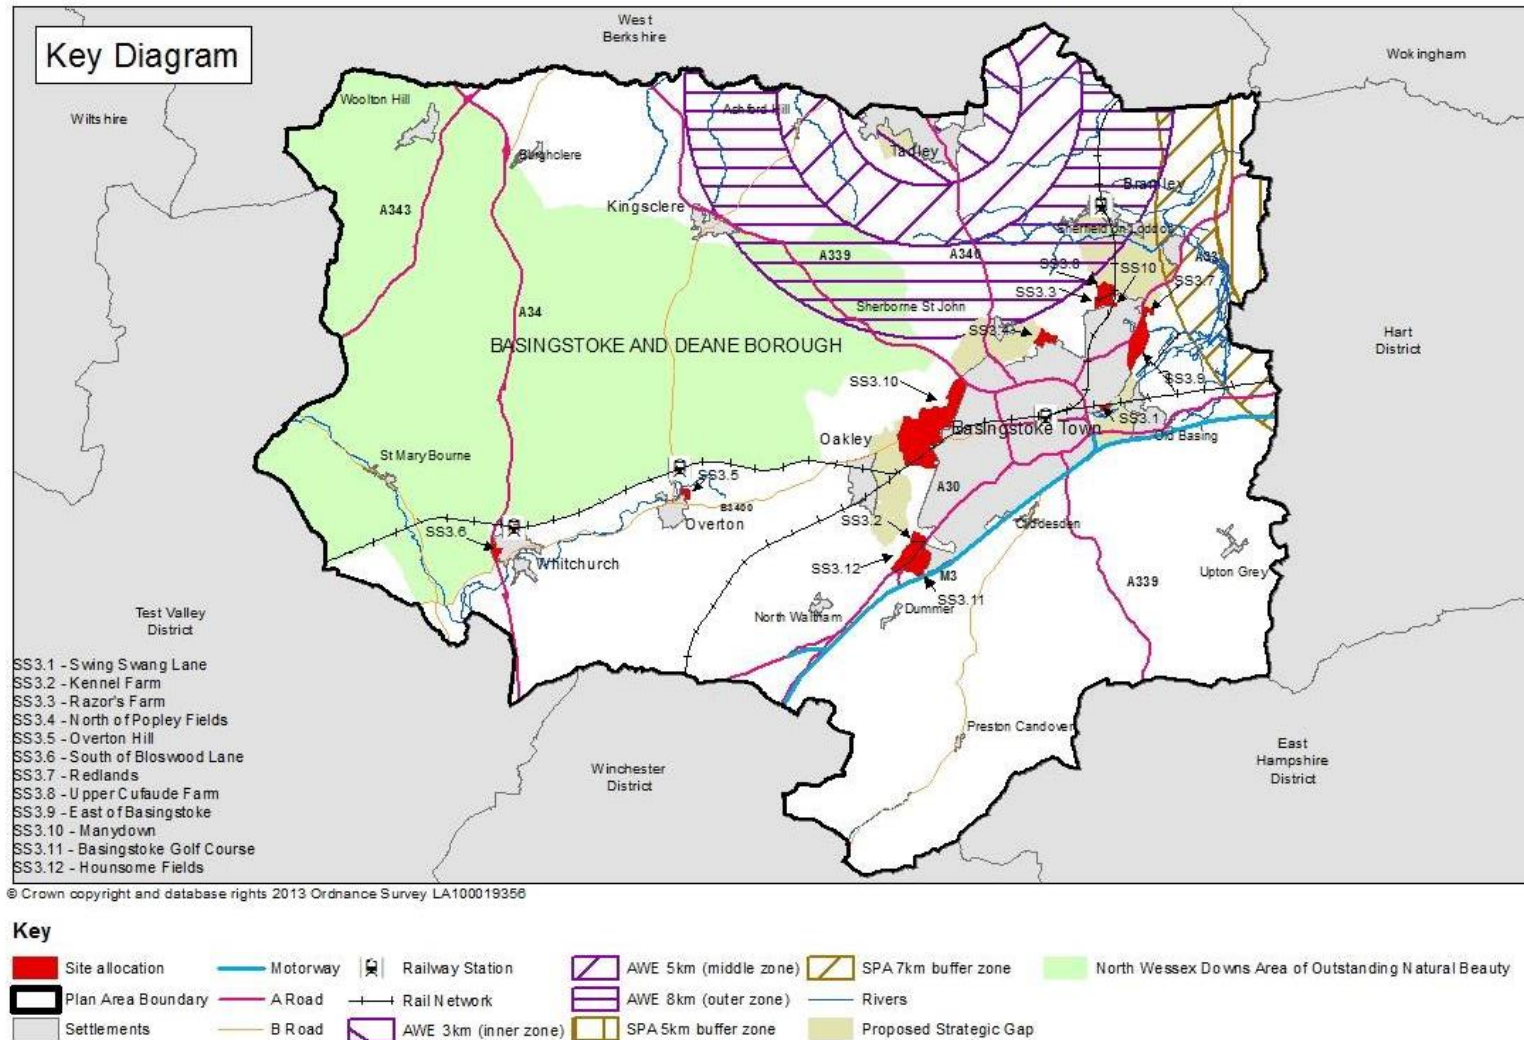 Key Diagram
West
Berkshire
Wokingham
Wiltshire
Woolton Hill
Burghclere
Ashford Hill
Tadley
Bramley
Kingsclere
Sherfield on Loddon
A343
A339
A340
A33
SS3.8
SS10
SS3.7
SS3.3
A34
Sherborne St John
SS3.4
Hart
District
BASINGSTOKE AND DEANE BOROUGH
SS3.10
SS3.9
SS3.1
Oakley
Basingstoke Town
Old Basing
St Mary Bourne
SS3.5
A30
B3400
Overton
SS3.2
Cliddesden
SS3.6
Whitchurch
SS3.12
M3
SS3.11
A339
Upton Grey
North Waltham
Dummer
Test Valley
District
Preston Candover
Winchester
District
East
Hampshire
District
SS3.1 - Swing Swang Lane
SS3.2 - Kennel Farm
SS3.3 - Razor's Farm
SS3.4 - North of Popley Fields
SS3.5 - Overton Hill
SS3.6 - South of Bloswood Lane
SS3.7 - Redlands
SS3.8 - Upper Cufaude Farm
SS3.9 - East of Basingstoke
SS3.10 - Manydown
SS3.11 - Basingstoke Golf Course
SS3.12 - Hounsome Fields
© Crown copyright and database rights 2013 Ordnance Survey LA100019356
Key
Site allocation
Motorway
Railway Station
AWE 5km (middle zone)
SPA 7km buffer zone
North Wessex Downs Area of Outstanding Natural Beauty
Plan Area Boundary
A Road
Rail Network
AWE 8km (outer zone)
Rivers
Settlements
B Road
AWE 3km (inner zone)
SPA 5km buffer zone
Proposed Strategic Gap